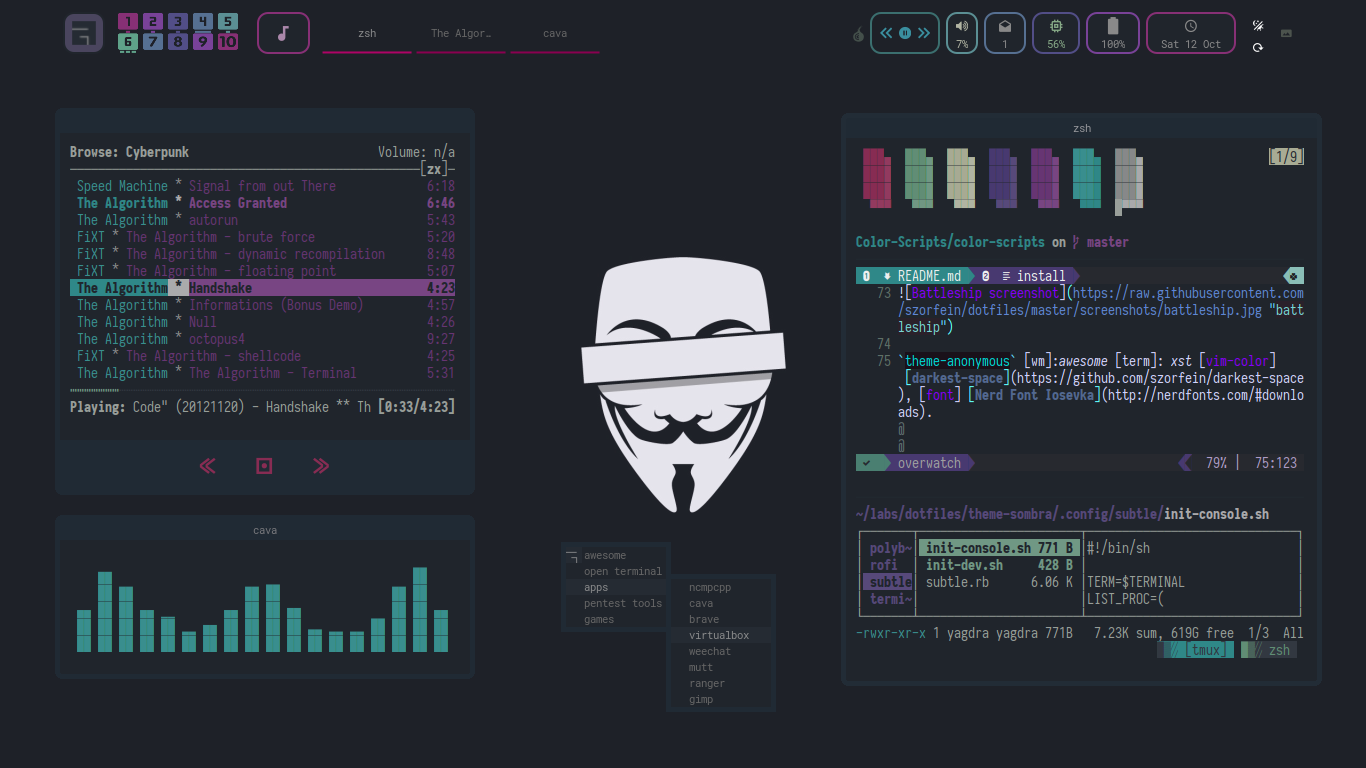 1 2 3 4 5
6 7 8 9 10
zsh
The Algor…
cava
7%
1
56%
100%
Sat 12 Oct
Browse: Cyberpunk Volume: n/a
[zx]
Speed Machine * Signal from out There 6:18
The Algorithm * Access Granted 6:46
The Algorithm * autorun 5:43
FiXT * The Algorithm - brute force 5:20
FiXT * The Algorithm - dynamic recompilation 8:48
FiXT * The Algorithm - floating point 5:07
The Algorithm * Handshake 4:23
The Algorithm * Informations (Bonus Demo) 4:57
The Algorithm * Null 4:26
The Algorithm * octopus4 9:27
FiXT * The Algorithm - shellcode 4:25
FiXT * The Algorithm - Terminal 5:31
Playing: Code" (20121120) - Handshake ** Th [0:33/4:23]
cava
awesome
open terminal
apps
pentest tools
games
ncmpcpp
cava
brave
virtualbox
weechat
mutt
ranger
gimp
zsh
[1/9]
Color-Scripts/color-scripts on master
1 README.md 2 install
73 ![Battleship screenshot](https://raw.githubusercontent.com
/szorfein/dotfiles/master/screenshots/battleship.jpg "batt
leship")
74
75 `theme-anonymous` [wm]:awesome [term]: xst [vim-color]
[darkest-space](https://github.com/szorfein/darkest-space
), [font] [Nerd Font Iosevka](http://nerdfonts.com/#downlo
ads).
@
@
overwatch 79% | 75:123
~/labs/dotfiles/theme-sombra/.config/subtle/init-console.sh
polyb~ init-console.sh 771 B #!/bin/sh
rofi init-dev.sh 428 B
subtle subtle.rb 6.06 K TERM=$TERMINAL
termi~ LIST_PROC=(
-rwxr-xr-x 1 yagdra yagdra 771B 7.23K sum, 619G free 1/3 All
[tmux] zsh